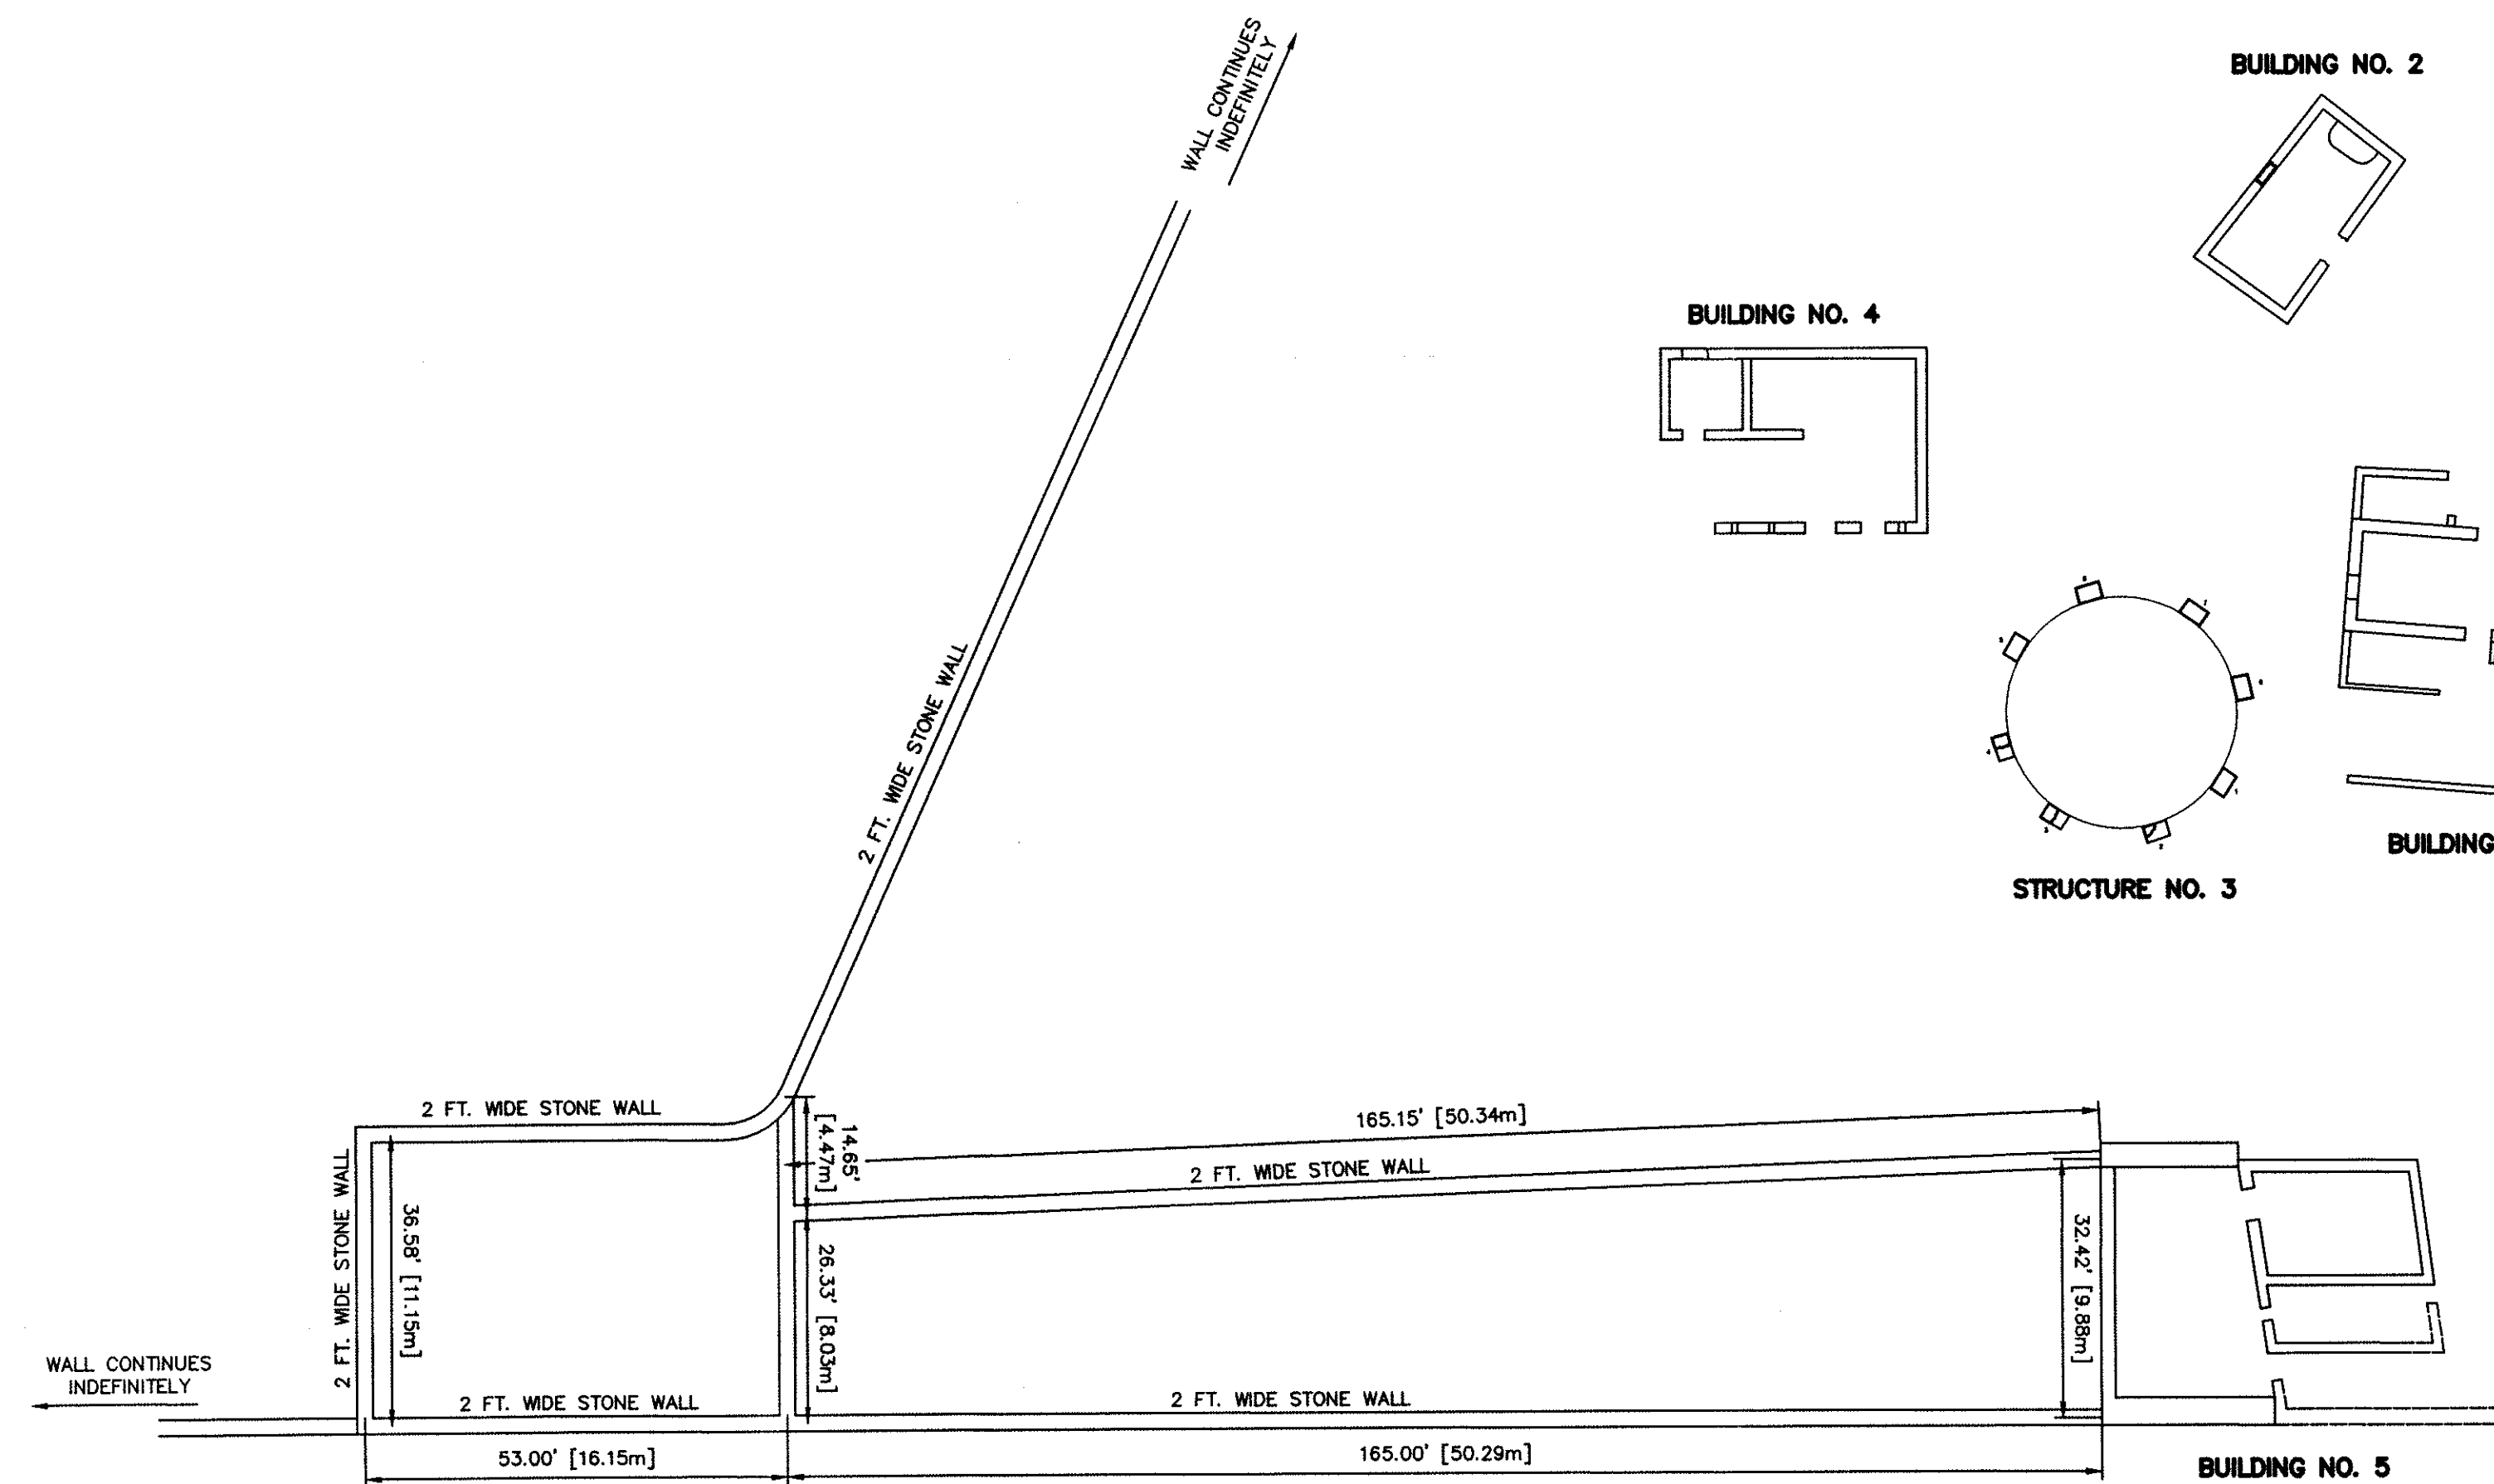 WALL CONTINUES
INDEFINITELY
BUILDING NO. 2
BUILDING NO. 4
2 FT. WIDE STONE WALL
BUILDING
STRUCTURE NO. 3
2 FT. WIDE STONE WALL
165.15' [50.34m]
14.65'
[4.47m]
2 FT. WIDE STONE WALL
2 FT. WIDE STONE WALL
36.58' [11.15m]
26.33' [8.03m]
32.42' [9.88m]
WALL CONTINUES
INDEFINITELY
2 FT. WIDE STONE WALL
2 FT. WIDE STONE WALL
53.00' [16.15m]
165.00' [50.29m]
BUILDING NO. 5